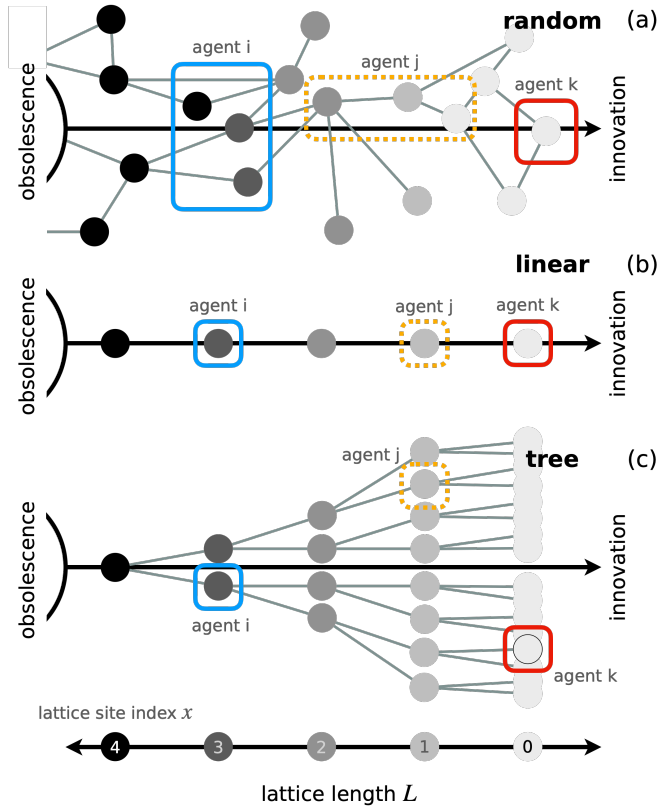 random (a)
agent i
agent j
agent k
obsolescence
innovation
linear (b)
agent i
agent j
agent k
obsolescence
innovation
tree (c)
agent j
obsolescence
innovation
agent i
agent k
lattice site index x
4 3 2 1 0
lattice length L